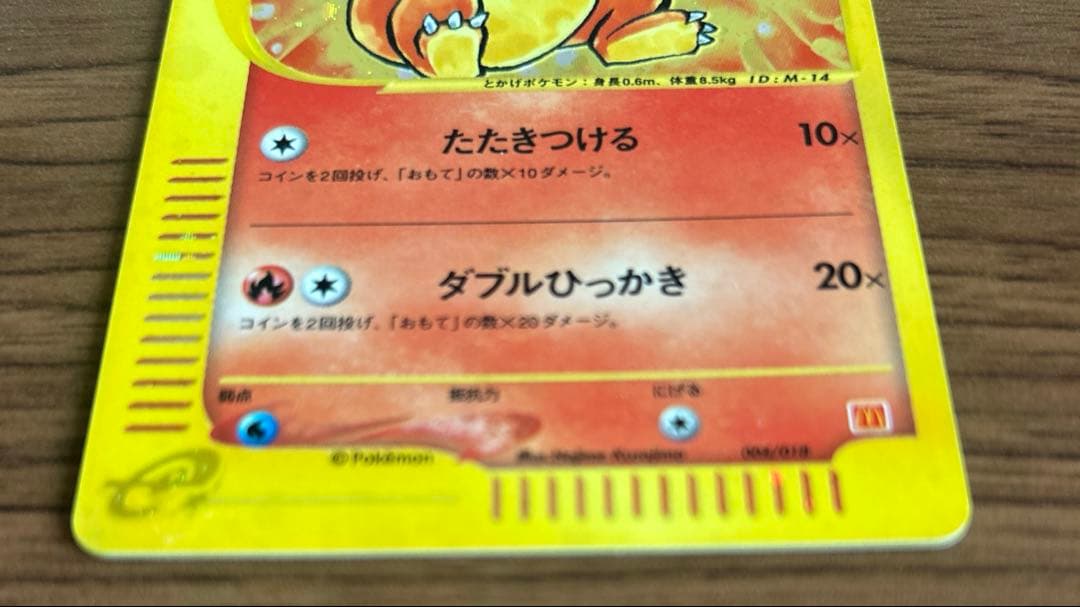 とかげポケモン：身長0.6m、体重8.5kg ID:M-14
たたきつける 10×
コインを2回投げ、「おもて」の数×10ダメージ。
ダブルひっかき 20×
コインを2回投げ、「おもて」の数×20ダメージ。
弱点 抵抗力 にげる
©Pokémon 004/018